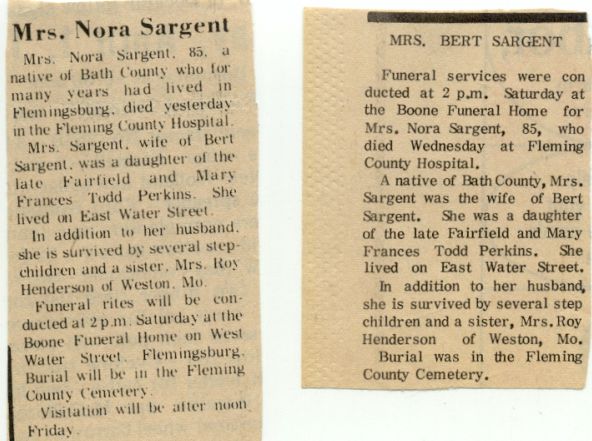 Mrs. Nora Sargent
Mrs. Nora Sargent, 85, a
native of Bath County who for
many years had lived in
Flemingsburg, died yesterday
in the Fleming County Hospital.
Mrs. Sargent, wife of Bert
Sargent, was a daughter of the
late Fairfield and Mary
Frances Todd Perkins. She
lived on East Water Street.
In addition to her husband,
she is survived by several step-
children and a sister, Mrs. Roy
Henderson of Weston, Mo.
Funeral rites will be con-
ducted at 2 p.m. Saturday at the
Boone Funeral Home on West
Water Street, Flemingsburg.
Burial will be in the Fleming
County Cemetery.
Visitation will be after noon
Friday.
MRS. BERT SARGENT
Funeral services were con
ducted at 2 p.m. Saturday at
the Boone Funeral Home for
Mrs. Nora Sargent, 85, who
died Wednesday at Fleming
County Hospital.
A native of Bath County, Mrs.
Sargent was the wife of Bert
Sargent. She was a daughter
of the late Fairfield and Mary
Frances Todd Perkins. She
lived on East Water Street.
In addition to her husband,
she is survived by several step
children and a sister, Mrs. Roy
Henderson of Weston, Mo.
Burial was in the Fleming
County Cemetery.